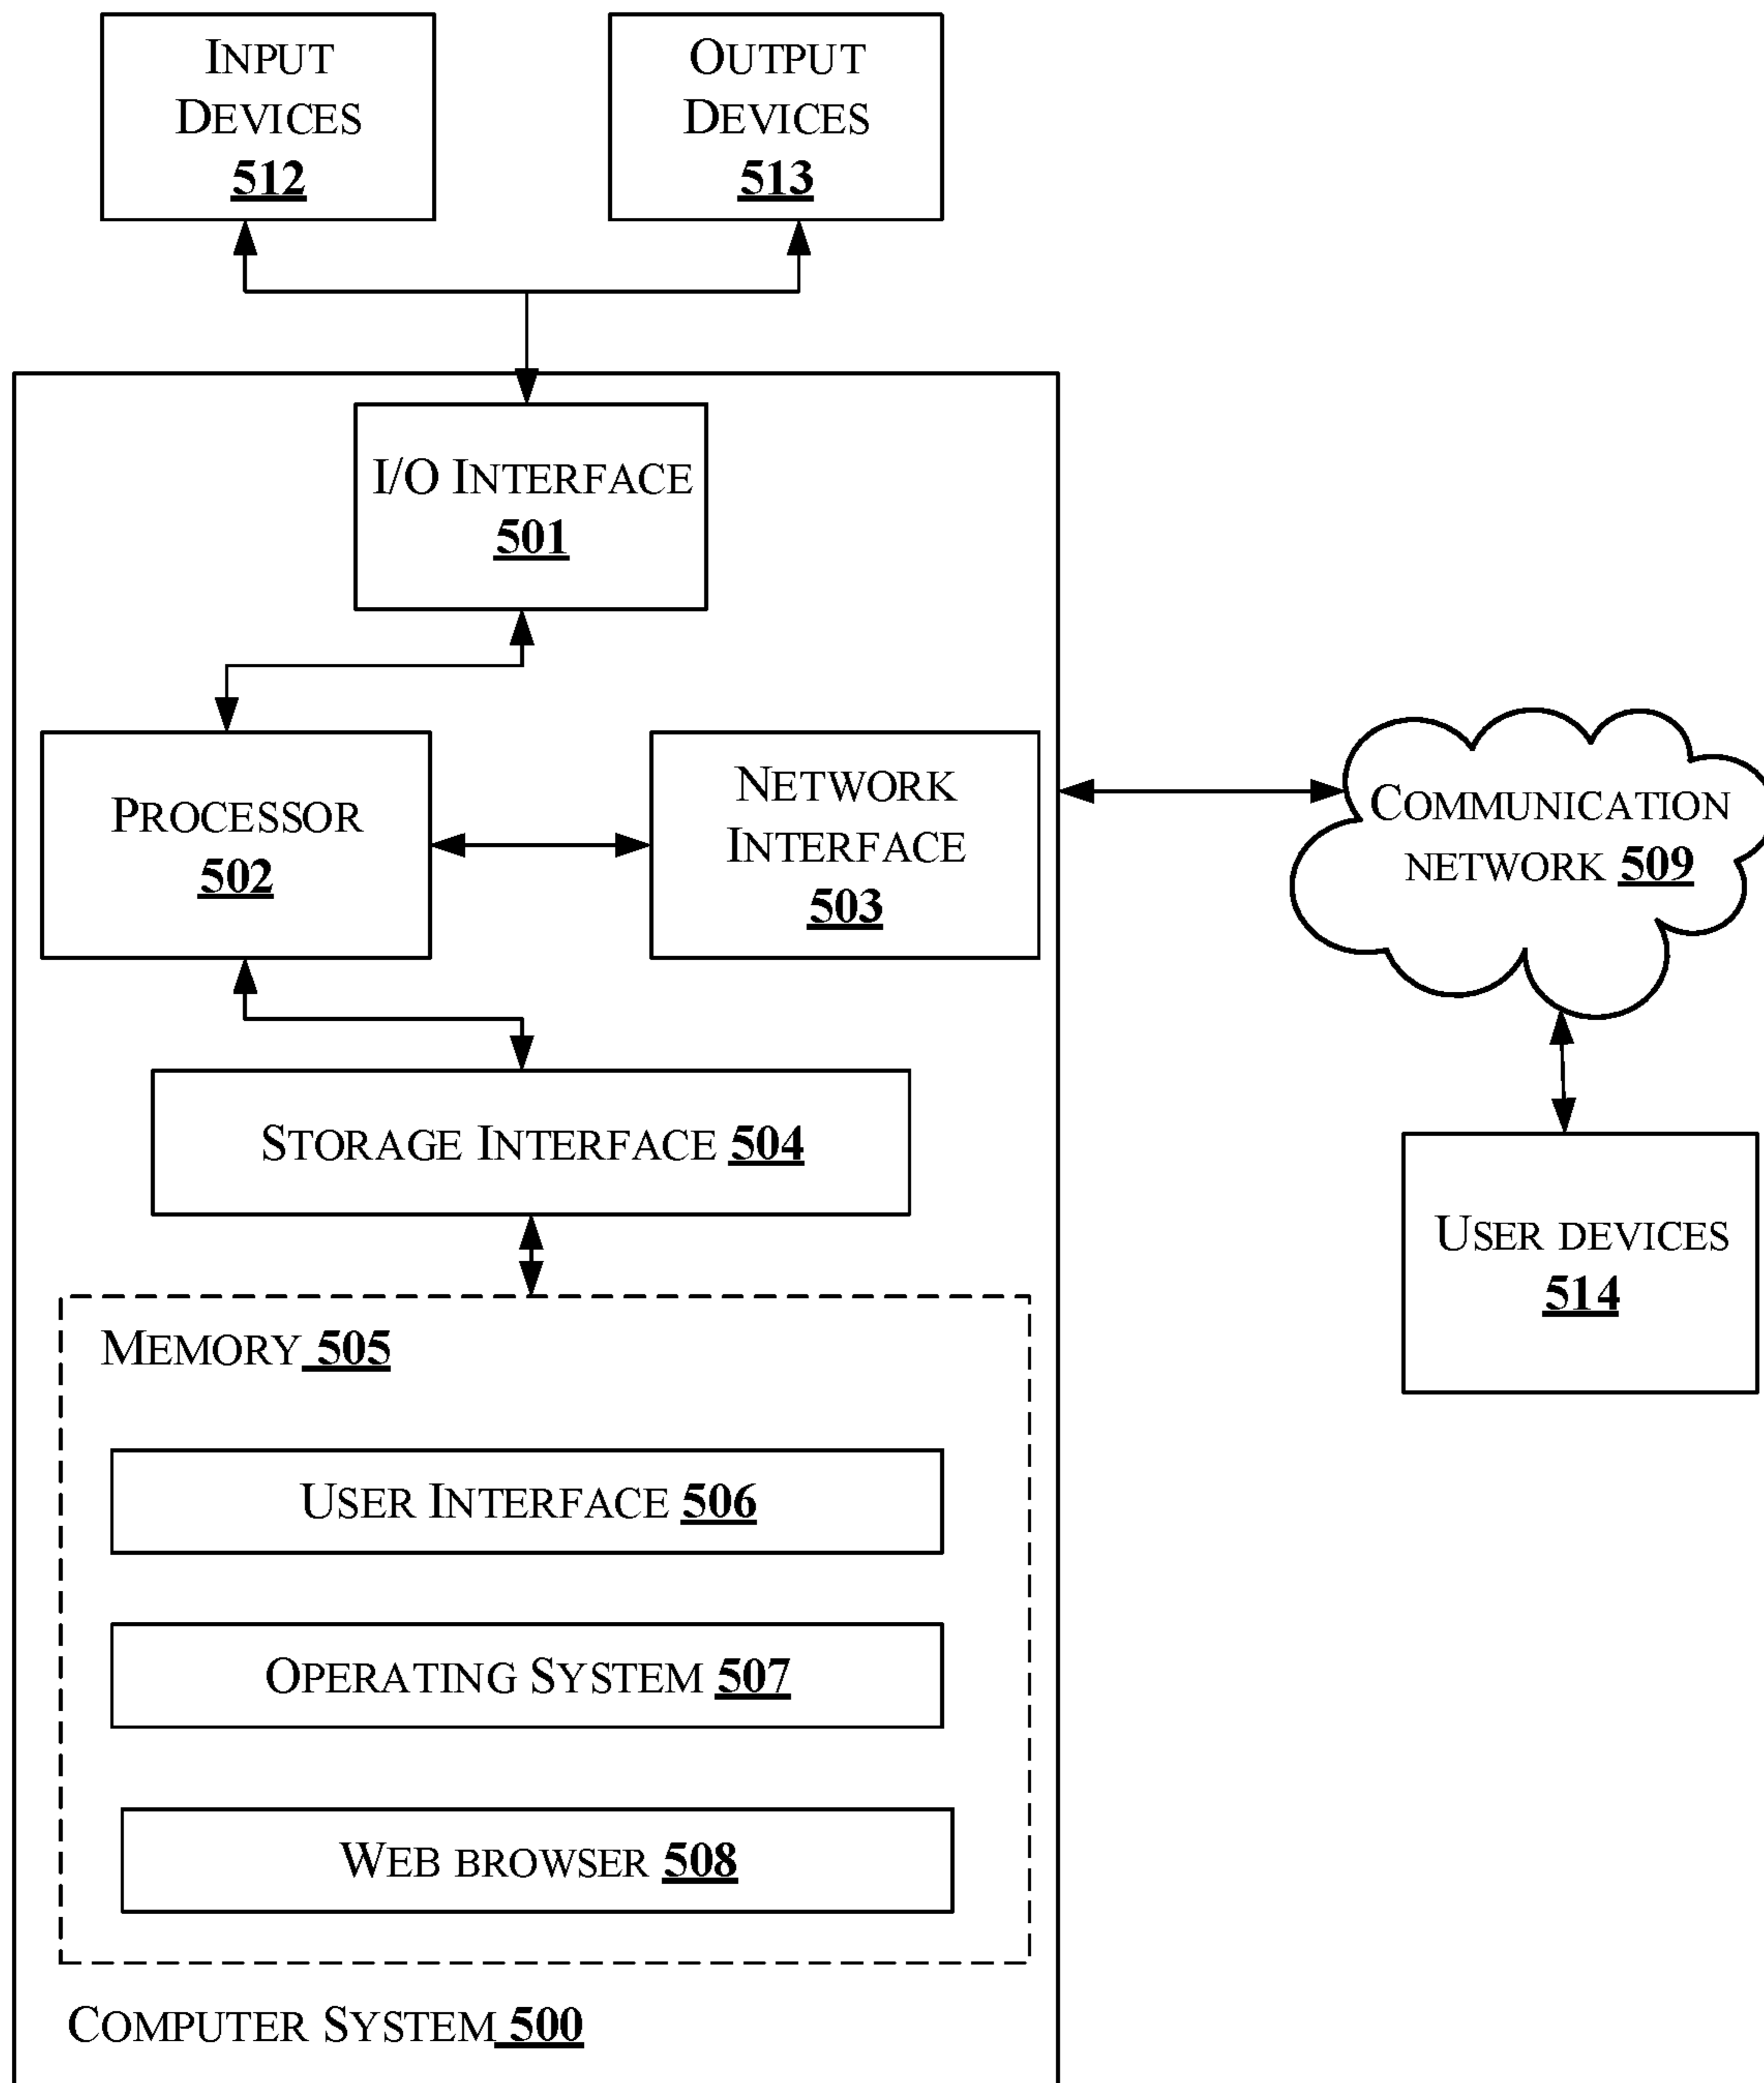 INPUT
DEVICES
512
OUTPUT
DEVICES
513
I/O INTERFACE
501
PROCESSOR
502
NETWORK
INTERFACE
503
COMMUNICATION
NETWORK 509
STORAGE INTERFACE 504
USER DEVICES
514
MEMORY 505
USER INTERFACE 506
OPERATING SYSTEM 507
WEB BROWSER 508
COMPUTER SYSTEM 500